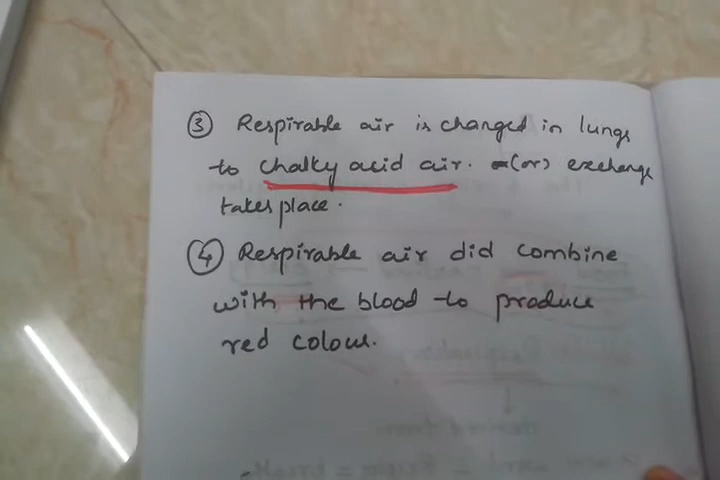 ③ Respirable air is changed in lungs
to chalky acid air. (or) exchange
takes place.
④ Respirable air did combine
with the blood to produce
red colour.